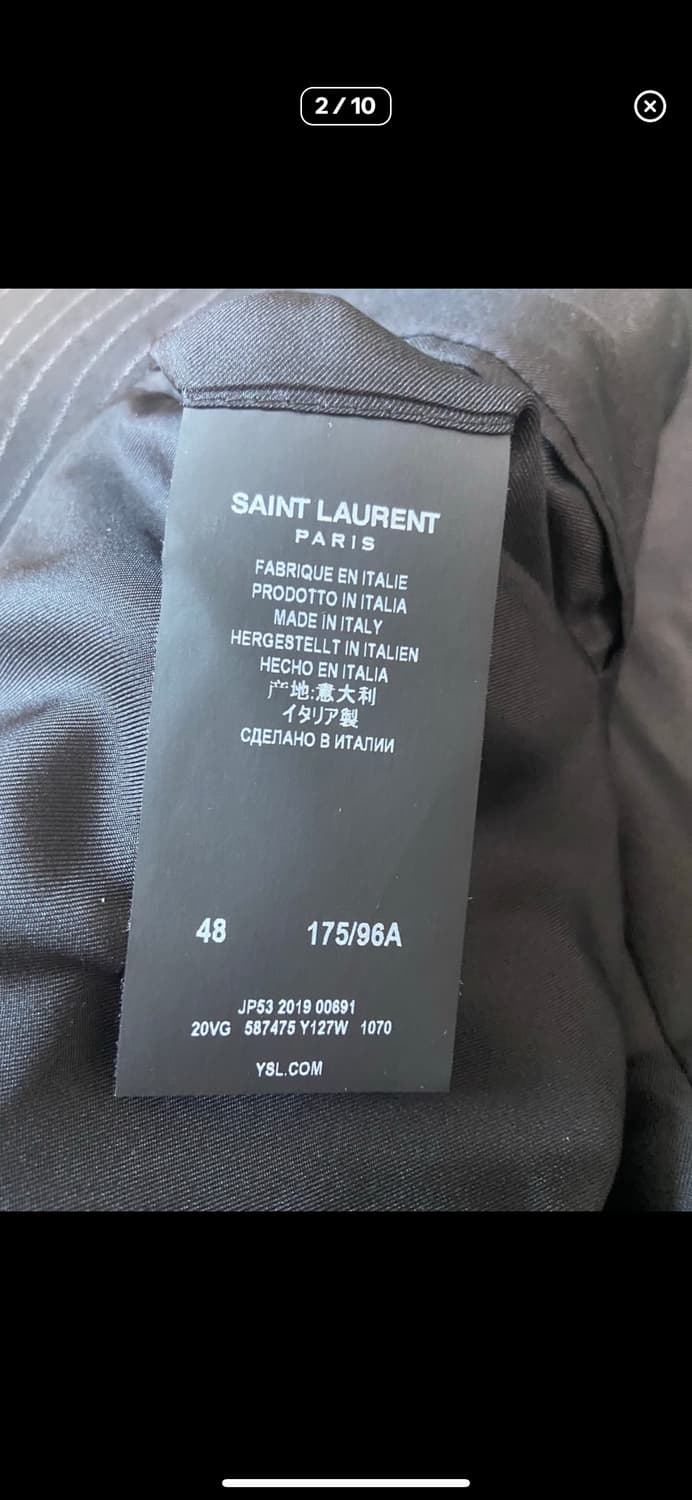 2/10
SAINT LAURENT
PARIS
FABRIQUE EN ITALIE
PRODOTTO IN ITALIA
MADE IN ITALY
HERGESTELLT IN ITALIEN
HECHO EN ITALIA
产地:意大利
イタリア製
СДЕЛАНО В ИТАЛИИ
48 175/96A
JP53 2019 00691
20VG 587475 Y127W 1070
YSL.COM